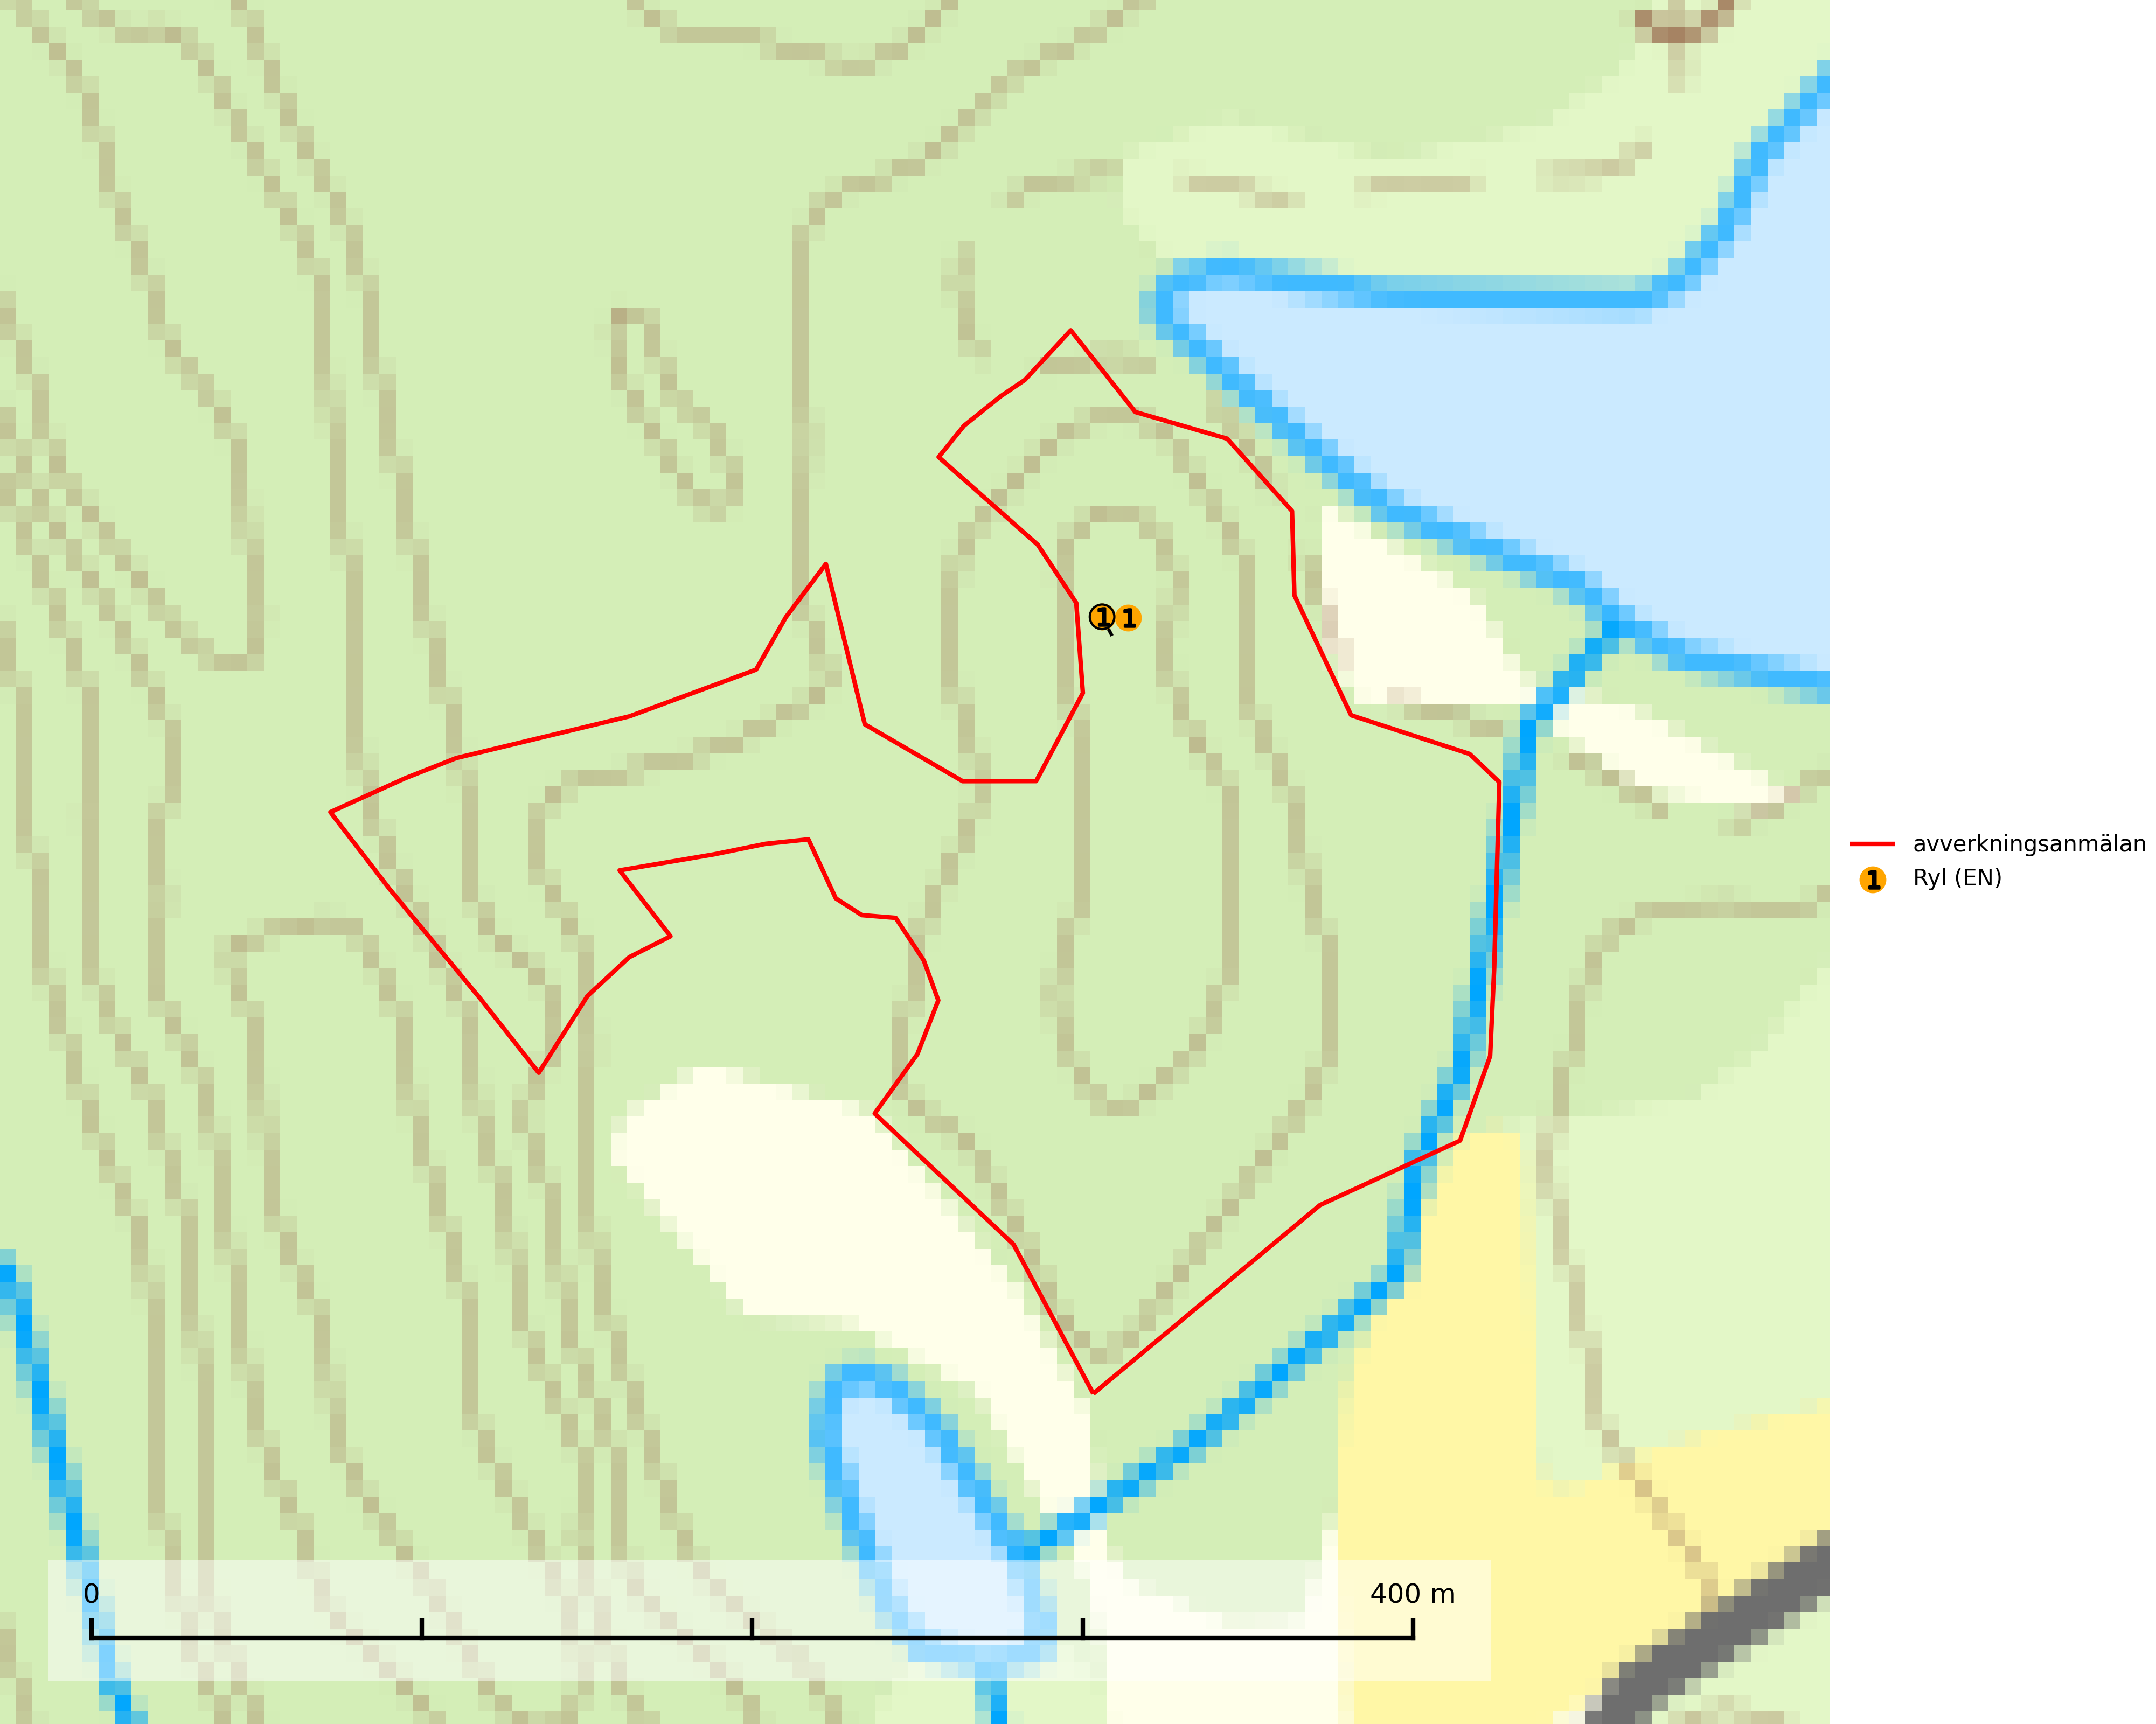 1 1
avverkningsanmälan
1 Ryl (EN)
0 400 m